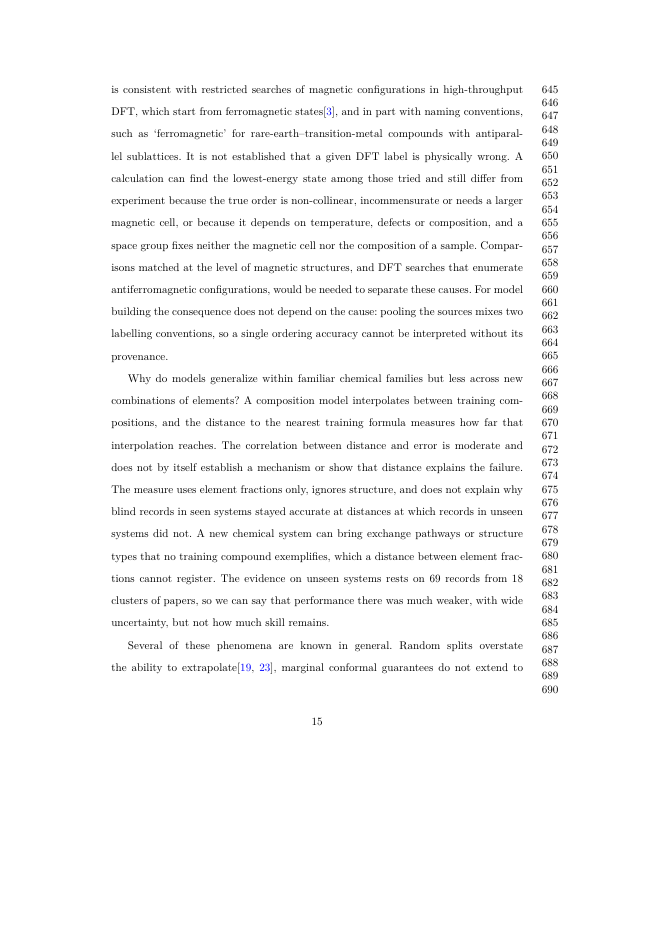 is consistent with restricted searches of magnetic configurations in high-throughput 645
646
DFT, which start from ferromagnetic states[3], and in part with naming conventions, 647
648
such as ‘ferromagnetic’ for rare-earth–transition-metal compounds with antiparal- 649
lel sublattices. It is not established that a given DFT label is physically wrong. A 650
651
calculation can find the lowest-energy state among those tried and still differ from 652
653
experiment because the true order is non-collinear, incommensurate or needs a larger 654
magnetic cell, or because it depends on temperature, defects or composition, and a 655
656
space group fixes neither the magnetic cell nor the composition of a sample. Compar- 657
658
isons matched at the level of magnetic structures, and DFT searches that enumerate 659
antiferromagnetic configurations, would be needed to separate these causes. For model 660
661
building the consequence does not depend on the cause: pooling the sources mixes two 662
663
labelling conventions, so a single ordering accuracy cannot be interpreted without its 664
provenance. 665
666
Why do models generalize within familiar chemical families but less across new 667
668
combinations of elements? A composition model interpolates between training com- 669
positions, and the distance to the nearest training formula measures how far that 670
671
interpolation reaches. The correlation between distance and error is moderate and 672
673
does not by itself establish a mechanism or show that distance explains the failure. 674
The measure uses element fractions only, ignores structure, and does not explain why 675
676
blind records in seen systems stayed accurate at distances at which records in unseen 677
678
systems did not. A new chemical system can bring exchange pathways or structure 679
types that no training compound exemplifies, which a distance between element frac- 680
681
tions cannot register. The evidence on unseen systems rests on 69 records from 18 682
683
clusters of papers, so we can say that performance there was much weaker, with wide 684
uncertainty, but not how much skill remains. 685
686
Several of these phenomena are known in general. Random splits overstate 687
688
the ability to extrapolate[19, 23], marginal conformal guarantees do not extend to 689
690
15